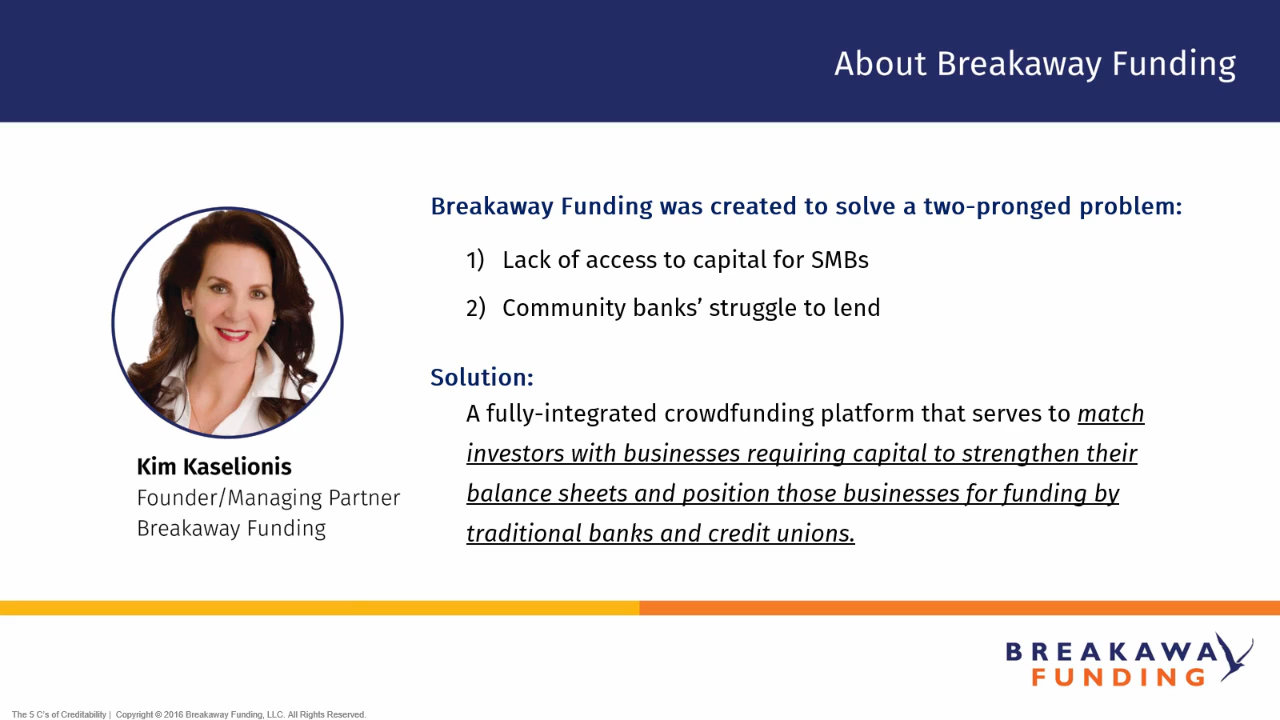 About Breakaway Funding
Breakaway Funding was created to solve a two-pronged problem:
1) Lack of access to capital for SMBs
2) Community banks’ struggle to lend
Solution:
A fully-integrated crowdfunding platform that serves to match
investors with businesses requiring capital to strengthen their
balance sheets and position those businesses for funding by
traditional banks and credit unions.
Kim Kaselionis
Founder/Managing Partner
Breakaway Funding
BREAKAWAY
FUNDING
The 5 C's of Creditability | Copyright © 2016 Breakaway Funding, LLC. All Rights Reserved.